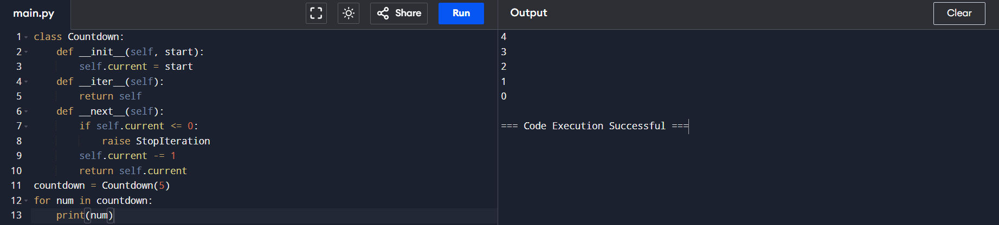 main.py
Share
Run
Output
Clear
1 class Countdown:
2     def __init__(self, start):
3         self.current = start
4     def __iter__(self):
5         return self
6     def __next__(self):
7         if self.current <= 0:
8             raise StopIteration
9         self.current -= 1
10         return self.current
11 countdown = Countdown(5)
12 for num in countdown:
13     print(num)
4
3
2
1
0
=== Code Execution Successful ===